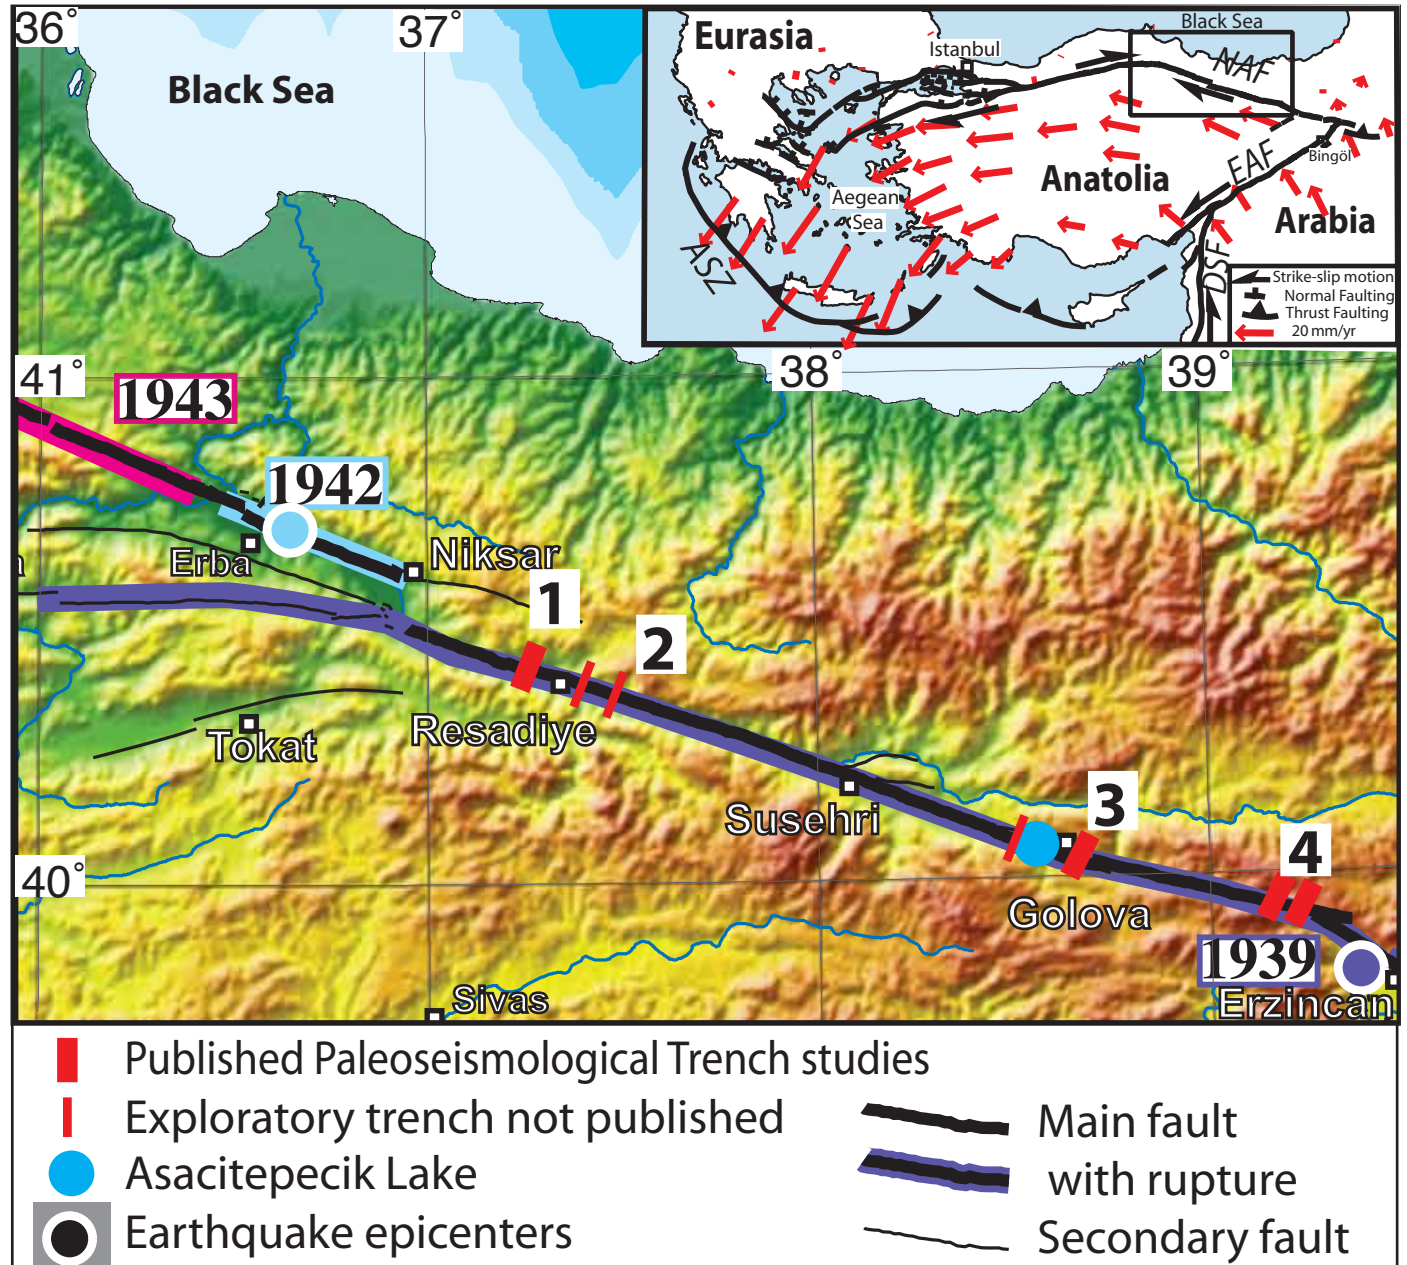 36°
37°
Black Sea
Eurasia
Istanbul
Black Sea
NAF
EAF
Bingöl
Anatolia
Aegean
Sea
Arabia
ASZ
DSF
Strike-slip motion
Normal Faulting
Thrust Faulting
20 mm/yr
41°
38°
39°
1943
1942
Erba
Niksar
a
1
2
Resadiye
Tokat
Susehri
3
4
40°
Golova
1939
Erzincan
Sivas
Published Paleoseismological Trench studies
Exploratory trench not published
Asacitepecik Lake
Earthquake epicenters
Main fault
with rupture
Secondary fault